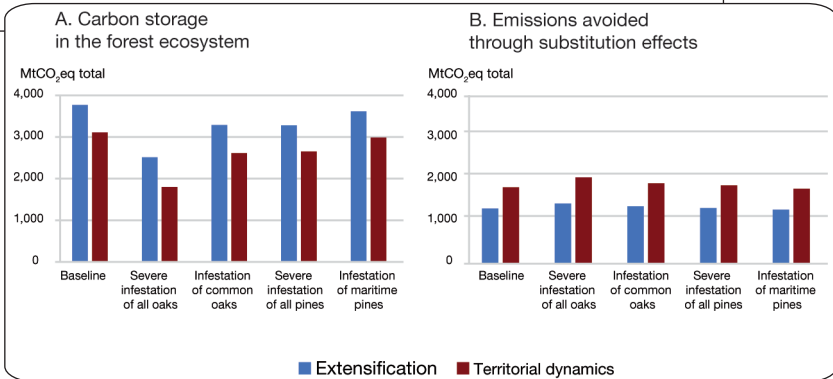 A. Carbon storage
in the forest ecosystem
MtCO₂eq total
4,000
3,000
2,000
1,000
0
Baseline
Severe
infestation
of all oaks
Infestation
of common
oaks
Severe
infestation
of all pines
Infestation
of maritime
pines
B. Emissions avoided
through substitution effects
MtCO₂eq total
4,000
3,000
2,000
1,000
0
Baseline
Severe
infestation
of all oaks
Infestation
of common
oaks
Severe
infestation
of all pines
Infestation
of maritime
pines
Extensification
Territorial dynamics